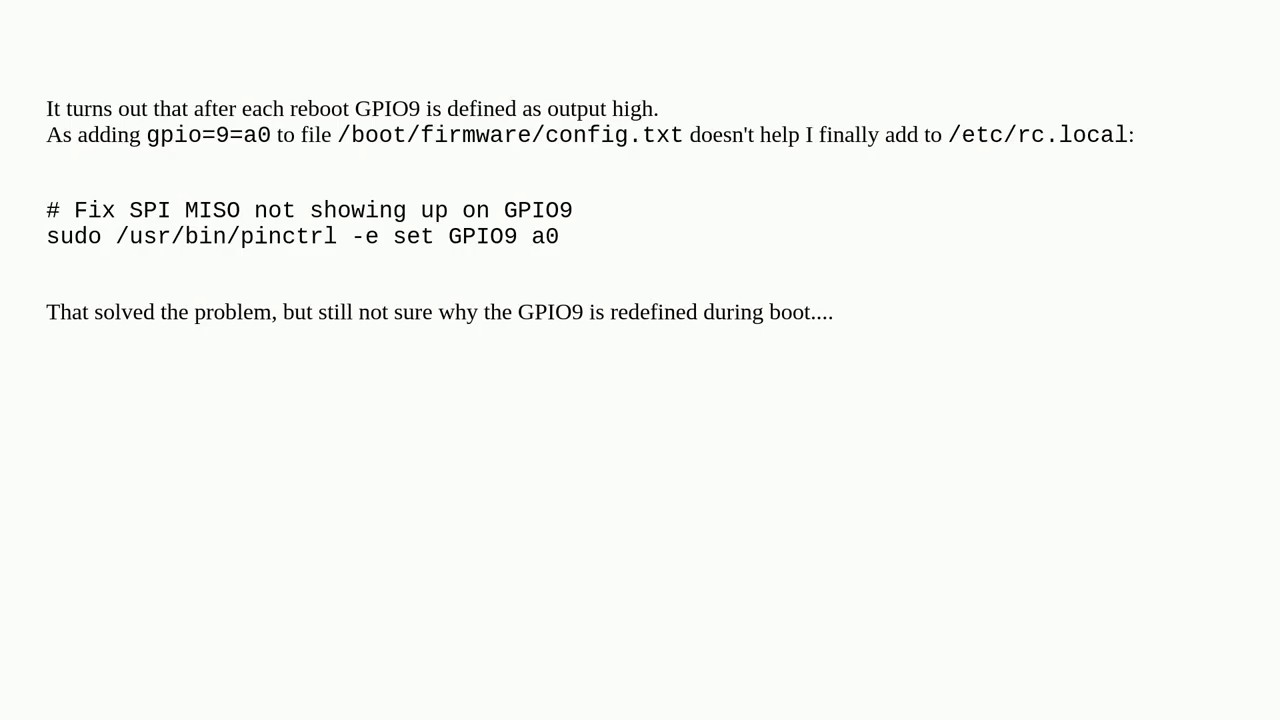 It turns out that after each reboot GPIO9 is defined as output high.
As adding gpio=9=a0 to file /boot/firmware/config.txt doesn't help I finally add to /etc/rc.local:
# Fix SPI MISO not showing up on GPIO9
sudo /usr/bin/pinctrl -e set GPIO9 a0
That solved the problem, but still not sure why the GPIO9 is redefined during boot....